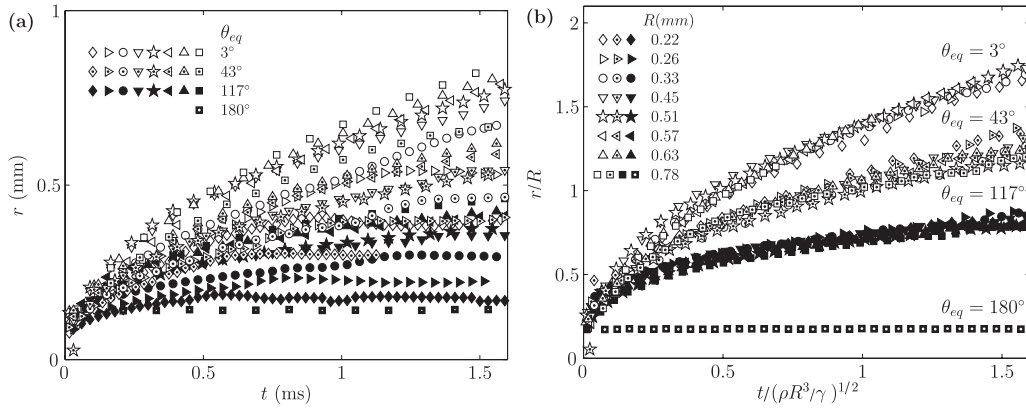 (a)
1
0.5
0
r (mm)
0
0.5
1
1.5
t (ms)
θeq
3°
43°
117°
180°
(b)
2
1.5
1
0.5
0
r/R
0
0.5
1
1.5
t/(ρR³/γ)^1/2
R(mm)
0.22
0.26
0.33
0.45
0.51
0.57
0.63
0.78
θeq = 3°
θeq = 43°
θeq = 117°
θeq = 180°